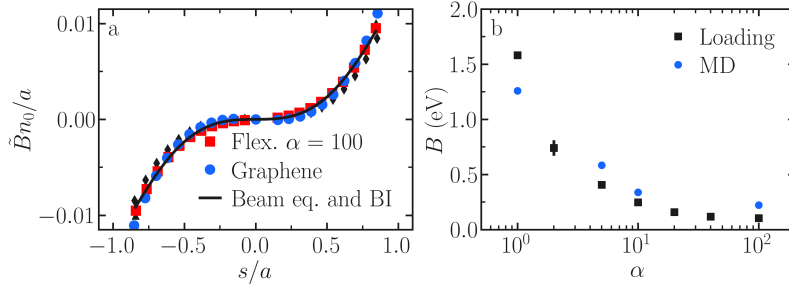 a
0.01
0.00
−0.01
B̃n₀/a
Flex. α = 100
Graphene
Beam eq. and BI
−1.0 −0.5 0.0 0.5 1.0
s/a
b
2.0
1.5
1.0
0.5
0.0
B (eV)
Loading
MD
10⁰ 10¹ 10²
α